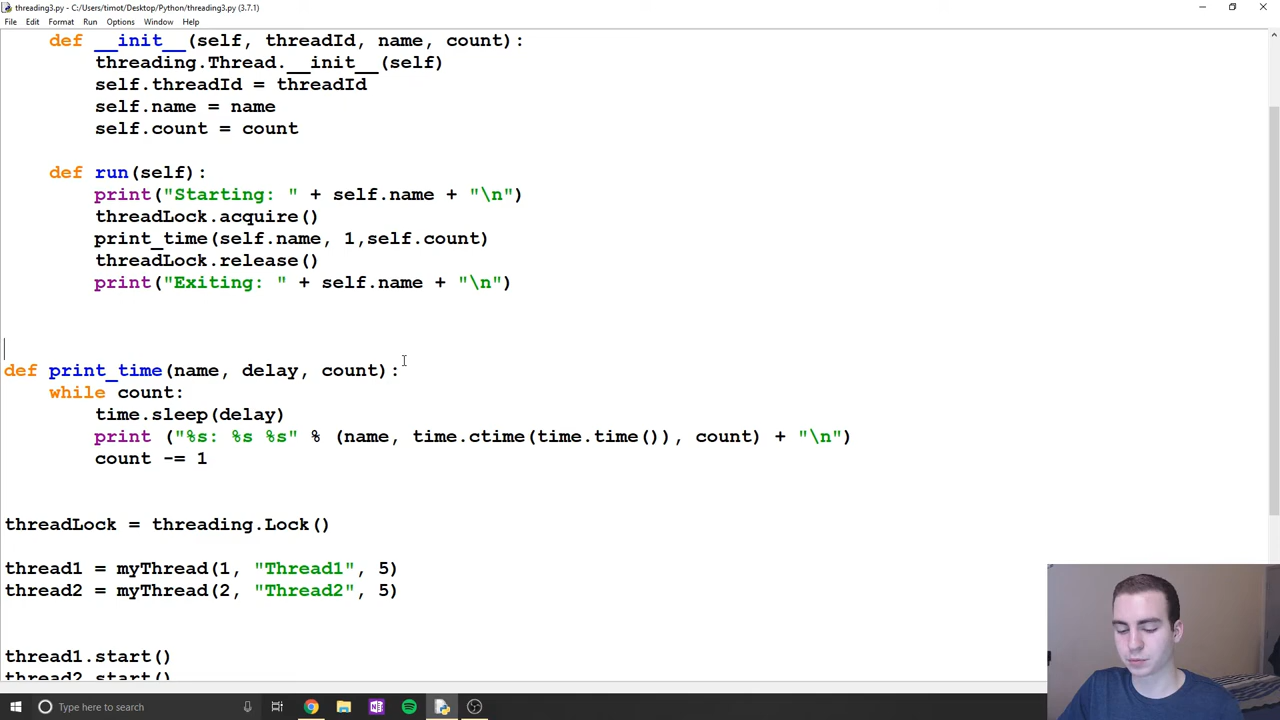 threading3.py - C:/Users/timot/Desktop/Python/threading3.py (3.7.1)
File Edit Format Run Options Window Help
def __init__(self, threadId, name, count):
threading.Thread.__init__(self)
self.threadId = threadId
self.name = name
self.count = count
def run(self):
print("Starting: " + self.name + "\n")
threadLock.acquire()
print_time(self.name, 1,self.count)
threadLock.release()
print("Exiting: " + self.name + "\n")
def print_time(name, delay, count):
while count:
time.sleep(delay)
print ("%s: %s %s" % (name, time.ctime(time.time()), count) + "\n")
count -= 1
threadLock = threading.Lock()
thread1 = myThread(1, "Thread1", 5)
thread2 = myThread(2, "Thread2", 5)
thread1.start()
thread2.start()
Type here to search